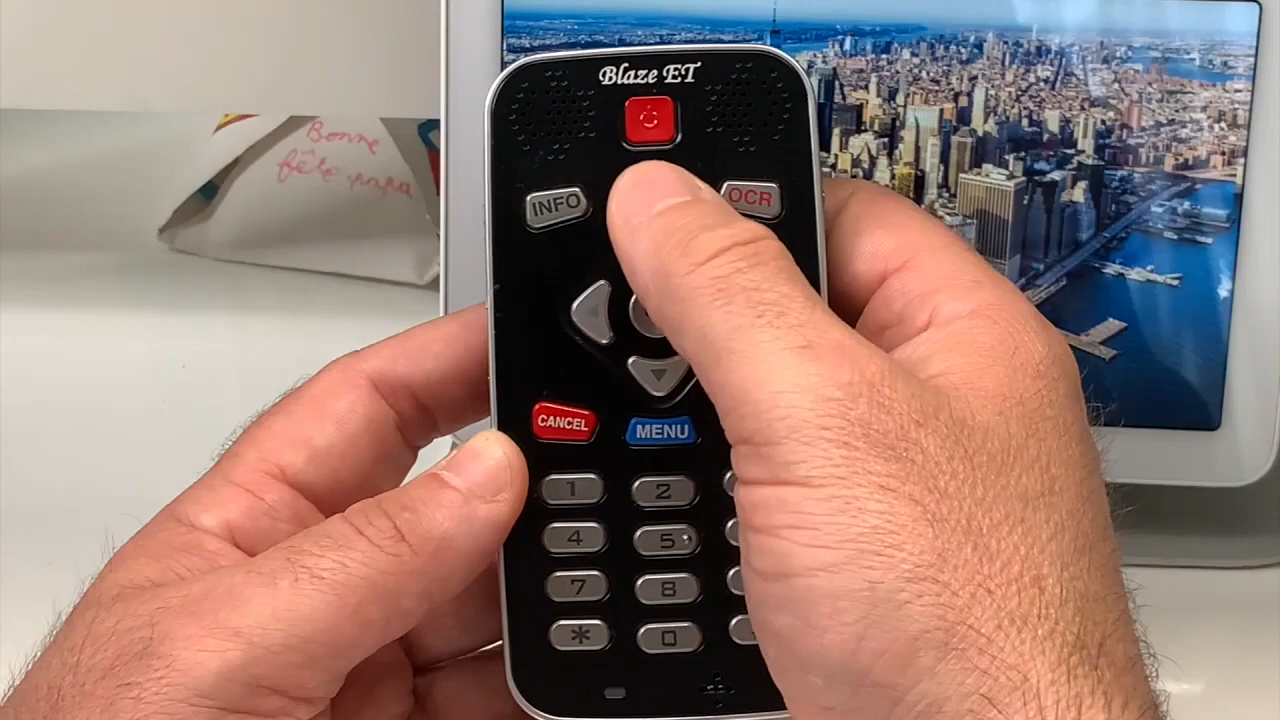 Blaze ET
Bonne
fête papa
INFO
OCR
CANCEL
MENU
1 2
4 5
7 8
* 0